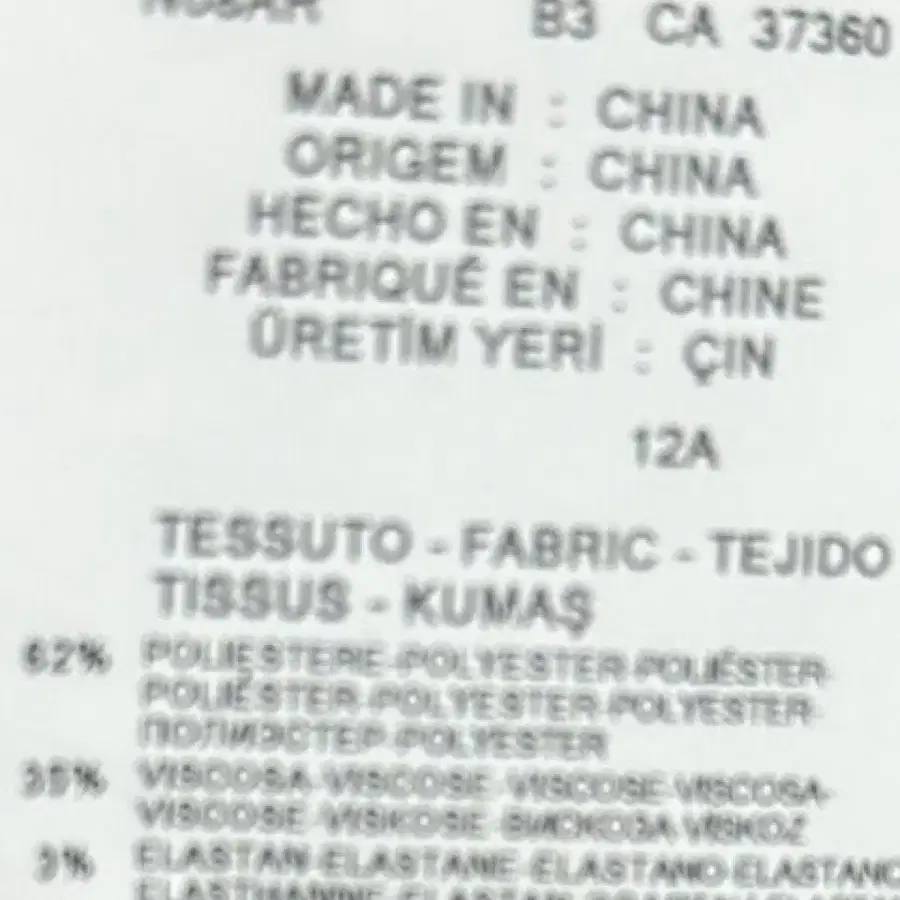 B3 CA 37360
MADE IN : CHINA
ORIGEM : CHINA
HECHO EN : CHINA
FABRIQUÉ EN : CHINE
ÜRETİM YERİ : ÇIN
12A
TESSUTO - FABRIC - TEJIDO
TISSUS - KUMAŞ
62% POLIESTERE-POLYESTER-POLIÉSTER-
POLIÉSTER-POLYESTER-POLYESTER-
ПОЛИЭСТЕР-POLYESTER
35% VISCOSA-VISCOSE-VISCOSE-VISCOSA-
VISCOSE-VISKOSE-ВИСКОЗА-VİSKOZ
3% ELASTAN-ELASTANE-ELASTANO-ELASTANO